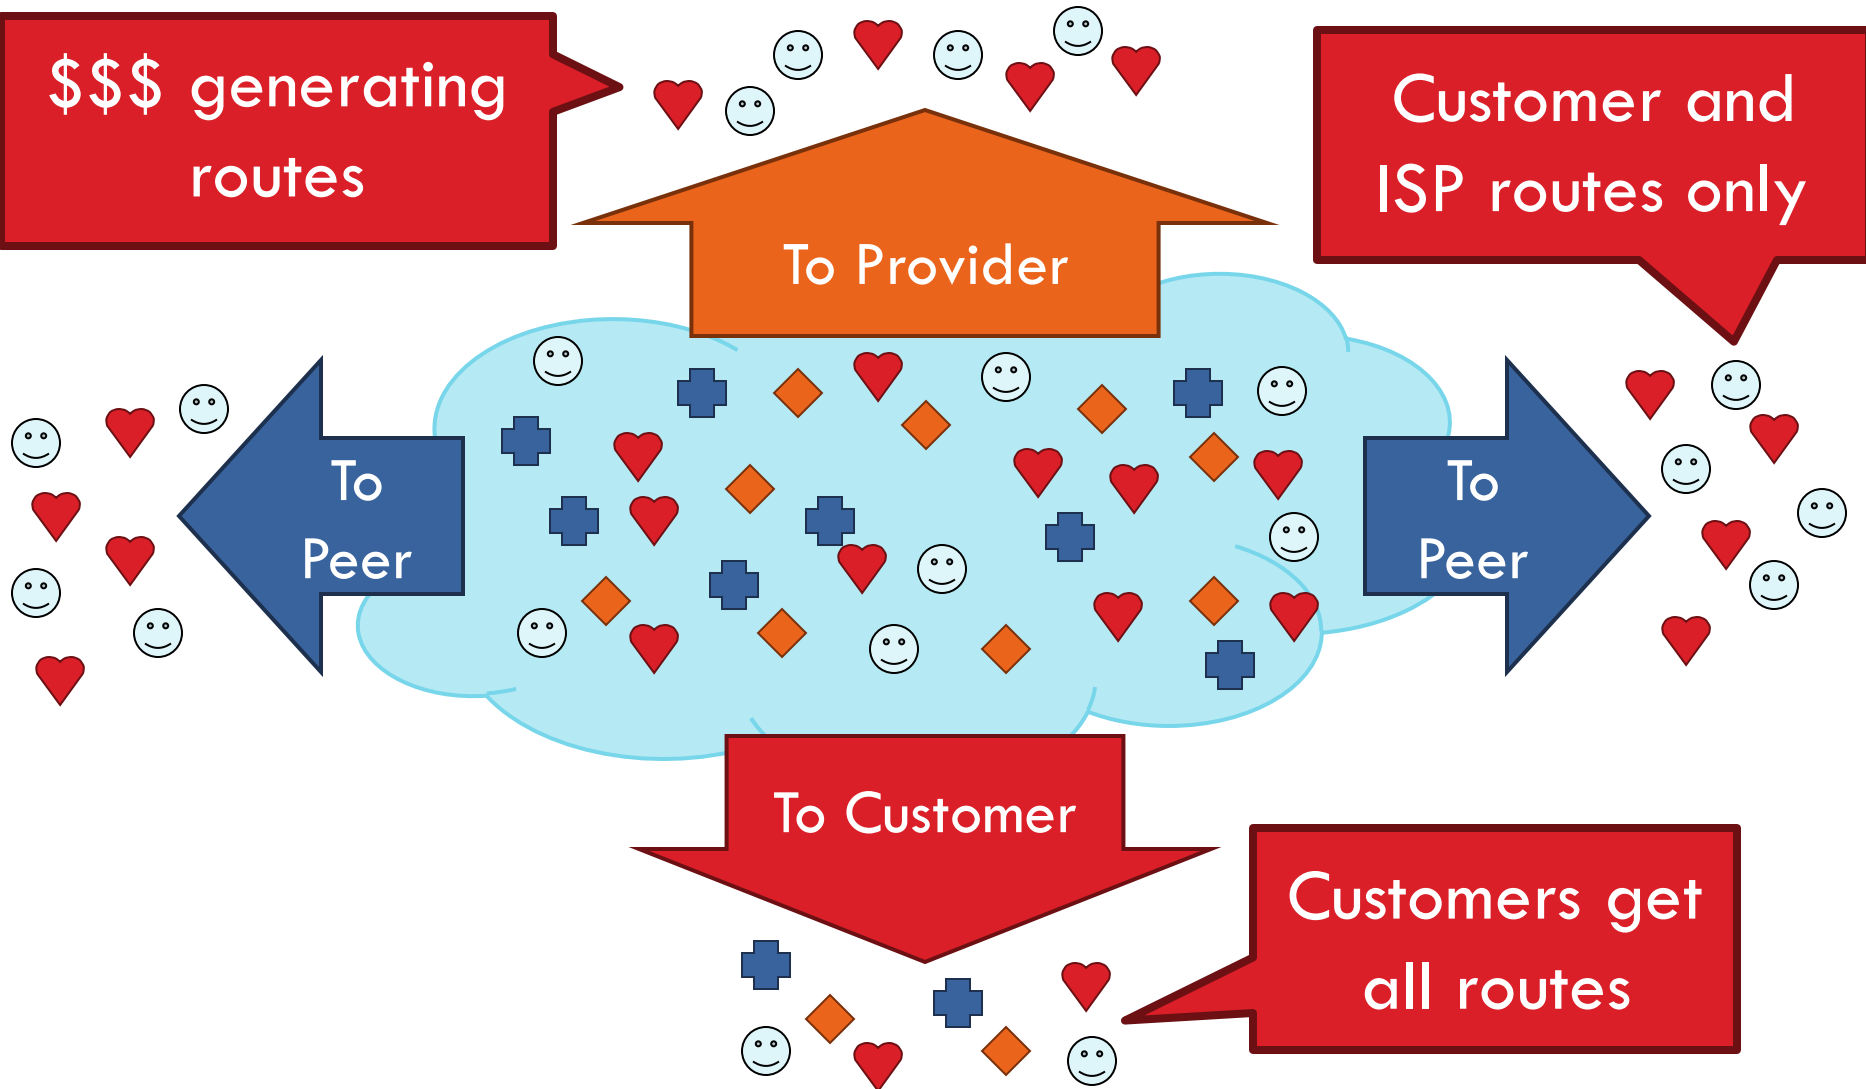 $$$ generating
routes
Customer and
ISP routes only
To Provider
To
Peer
To
Peer
To Customer
Customers get
all routes